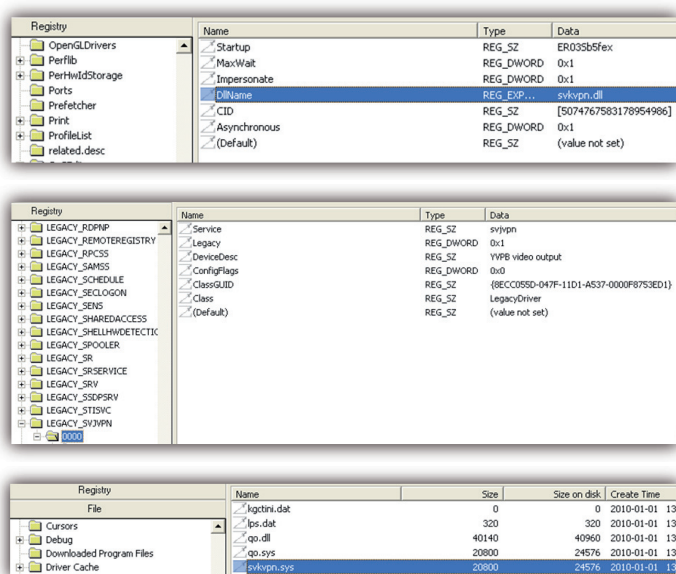 Registry
Name Type Data
OpenGLDrivers
Perflib
PerHwIdStorage
Ports
Prefetcher
Print
ProfileList
related.desc
Startup REG_SZ ER035b5fex
MaxWait REG_DWORD 0x1
Impersonate REG_DWORD 0x1
DllName REG_EXP... svkvpn.dll
CID REG_SZ [5074767583178954986]
Asynchronous REG_DWORD 0x1
(Default) REG_SZ (value not set)
Registry
Name Type Data
LEGACY_RDPNP
LEGACY_REMOTEREGISTRY
LEGACY_RPCSS
LEGACY_SAMSS
LEGACY_SCHEDULE
LEGACY_SECLOGON
LEGACY_SENS
LEGACY_SHAREDACCESS
LEGACY_SHELLHWDETECTIC
LEGACY_SPOOLER
LEGACY_SR
LEGACY_SRSERVICE
LEGACY_SRV
LEGACY_SSDPSRV
LEGACY_STISVC
LEGACY_SVJVPN
0000
Service REG_SZ svjvpn
Legacy REG_DWORD 0x1
DeviceDesc REG_SZ YVPB video output
ConfigFlags REG_DWORD 0x0
ClassGUID REG_SZ {8ECC055D-047F-11D1-A537-0000F8753ED1}
Class REG_SZ LegacyDriver
(Default) REG_SZ (value not set)
Registry
File
Name Size Size on disk Create Time
Cursors
Debug
Downloaded Program Files
Driver Cache
kgctini.dat 0 0 2010-01-01 13
lps.dat 320 320 2010-01-01 13
qo.dll 40140 40960 2010-01-01 13
qo.sys 20800 24576 2010-01-01 13
svkvpn.sys 20800 24576 2010-01-01 13